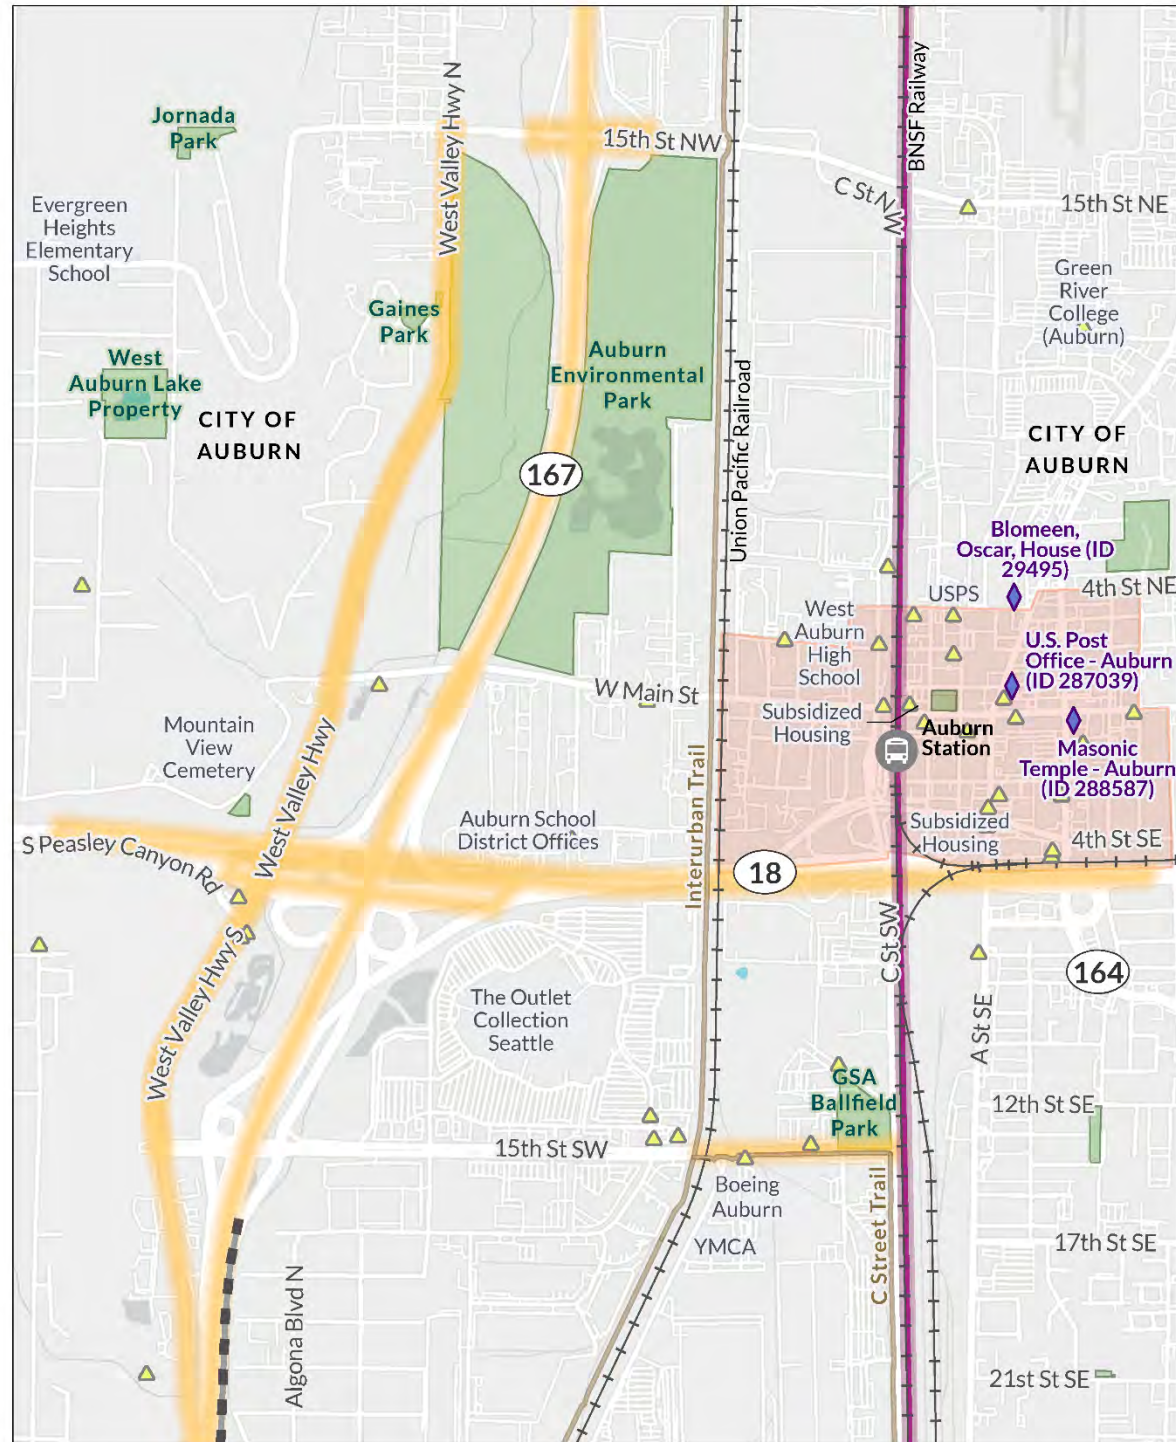 Jornada
Park
West Valley Hwy N
15th St NW
BNSF Railway
C St NW
15th St NE
Evergreen
Heights
Elementary
School
Green
River
College
(Auburn)
Gaines
Park
West
Auburn Lake
Property
Auburn
Environmental
Park
CITY OF
AUBURN
Union Pacific Railroad
CITY OF
AUBURN
167
Blomeen,
Oscar, House (ID
29495)
4th St NE
USPS
West
Auburn
High
School
U.S. Post
Office - Auburn
(ID 287039)
W Main St
Subsidized
Housing
Auburn
Station
Mountain
View
Cemetery
Masonic
Temple - Auburn
(ID 288587)
West Valley Hwy
Interurban Trail
Auburn School
District Offices
Subsidized
Housing
4th St SE
S Peasley Canyon Rd
18
C St SW
West Valley Hwy S
164
The Outlet
Collection
Seattle
A St SE
GSA
Ballfield
Park
12th St SE
15th St SW
Boeing
Auburn
YMCA
C Street Trail
17th St SE
Algona Blvd N
21st St SE